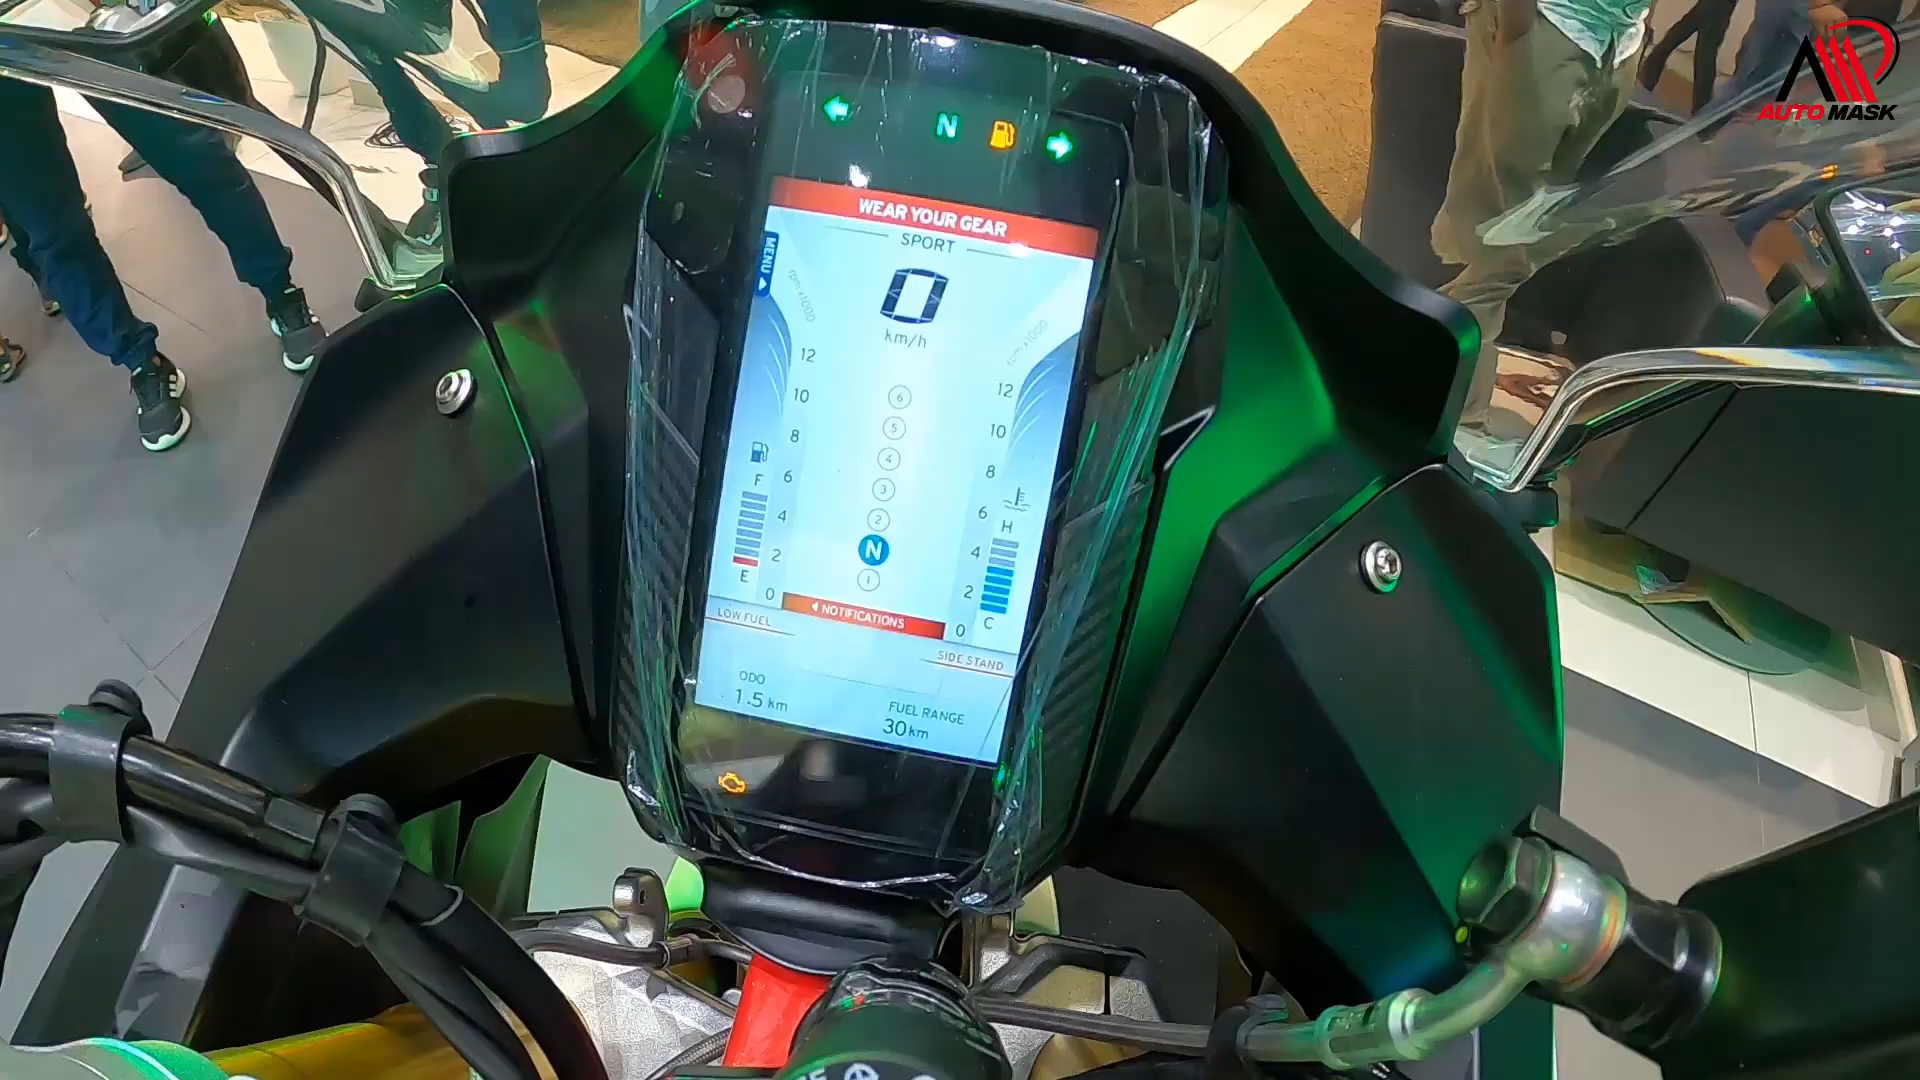 AUTO MASK
N
WEAR YOUR GEAR
SPORT
MENU
0
km/h
rpm x1000
rpm x1000
12
10
8
6
4
2
0
12
10
8
6
4
2
0
6
5
4
3
2
N
1
F
E
H
C
NOTIFICATIONS
LOW FUEL
SIDE STAND
ODO
1.5 km
FUEL RANGE
30 km